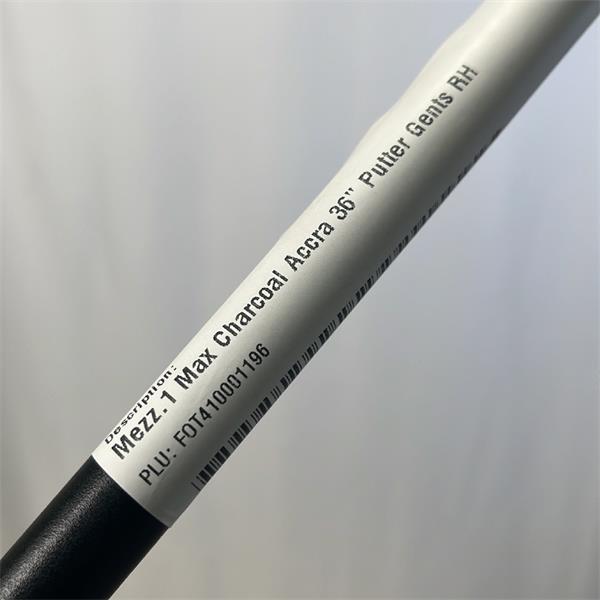 Description:
Mezz.1 Max Charcoal Accra 36" Putter Gents RH
PLU: FOT410001196